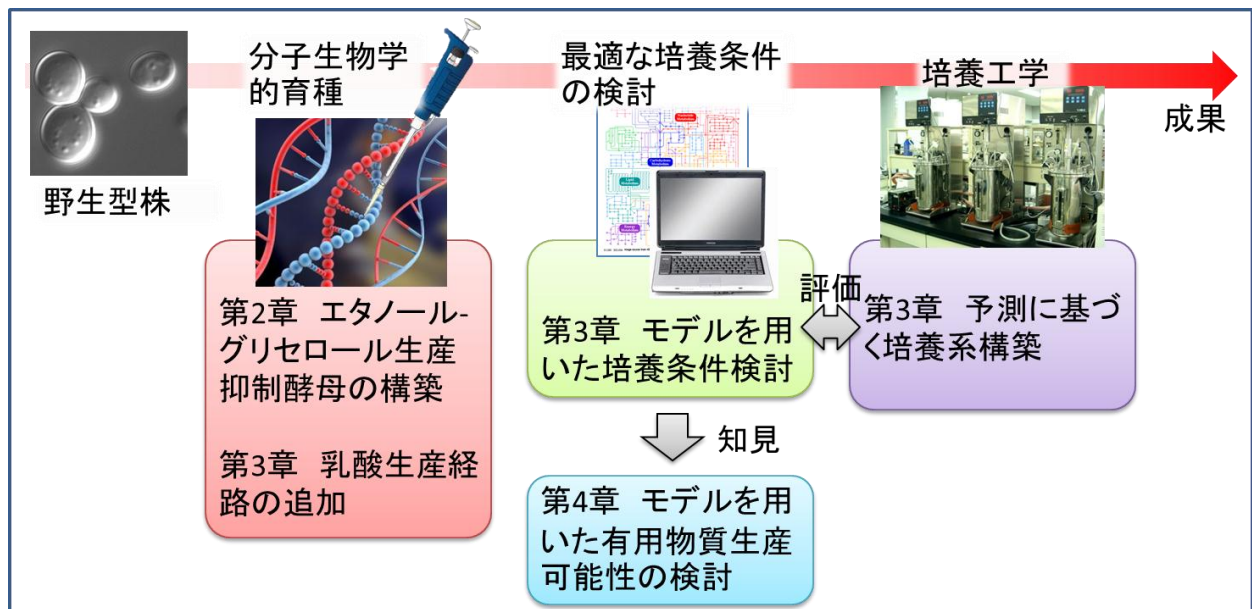 分子生物学
的育種
最適な培養条件
の検討
培養工学
成果
野生型株
第2章 エタノール-
グリセロール生産
抑制酵母の構築
第3章 乳酸生産経
路の追加
第3章 モデルを用
いた培養条件検討
評価
第3章 予測に基づ
く培養系構築
知見
第4章 モデルを用
いた有用物質生産
可能性の検討